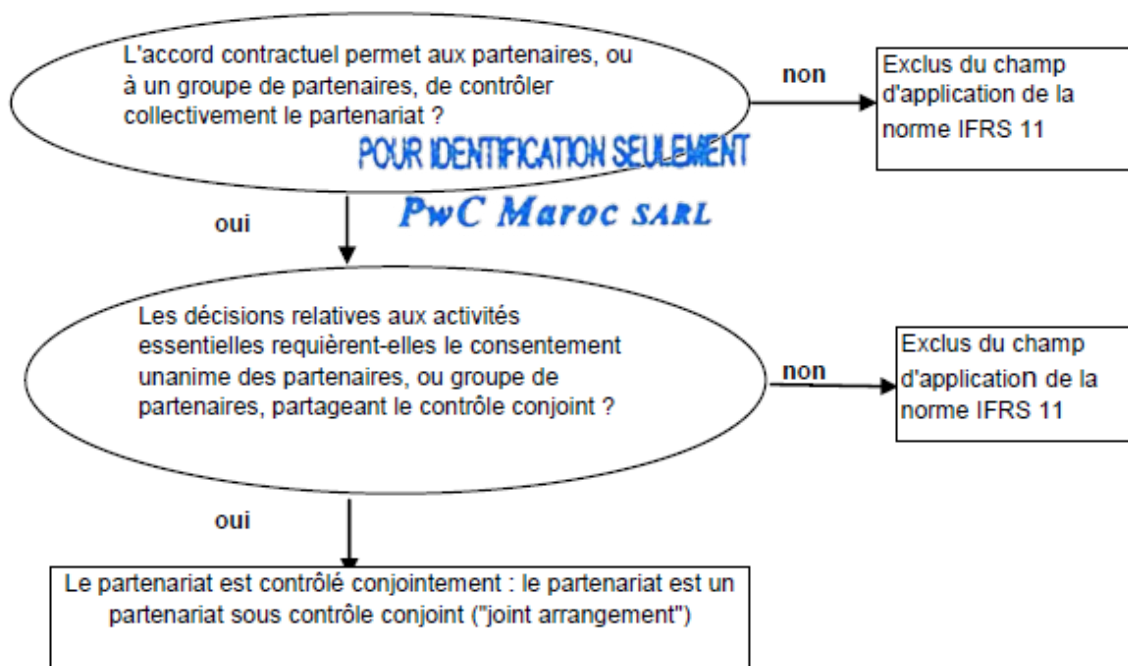 L'accord contractuel permet aux partenaires, ou
à un groupe de partenaires, de contrôler
collectivement le partenariat ?
non
Exclus du champ
d'application de la
norme IFRS 11
POUR IDENTIFICATION SEULEMENT
PwC Maroc SARL
oui
Les décisions relatives aux activités
essentielles requièrent-elles le consentement
unanime des partenaires, ou groupe de
partenaires, partageant le contrôle conjoint ?
non
Exclus du champ
d'application de la
norme IFRS 11
oui
Le partenariat est contrôlé conjointement : le partenariat est un
partenariat sous contrôle conjoint ("joint arrangement")